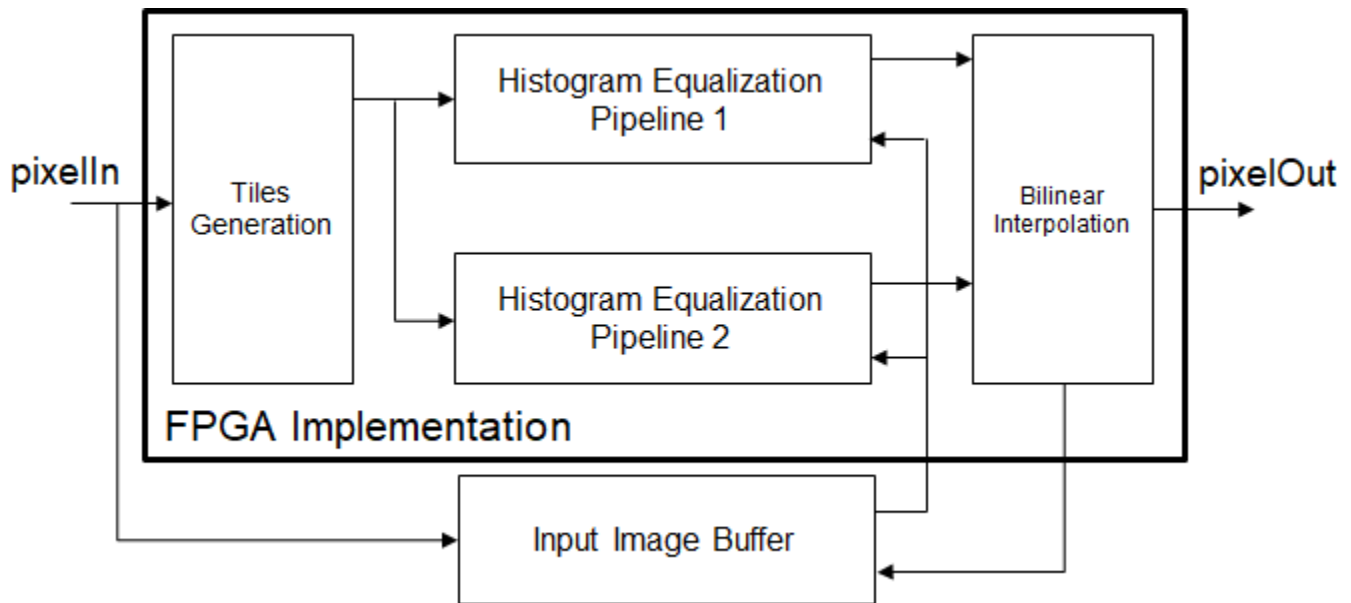 pixelIn
Tiles
Generation
Histogram Equalization
Pipeline 1
Histogram Equalization
Pipeline 2
Bilinear
Interpolation
pixelOut
FPGA Implementation
Input Image Buffer